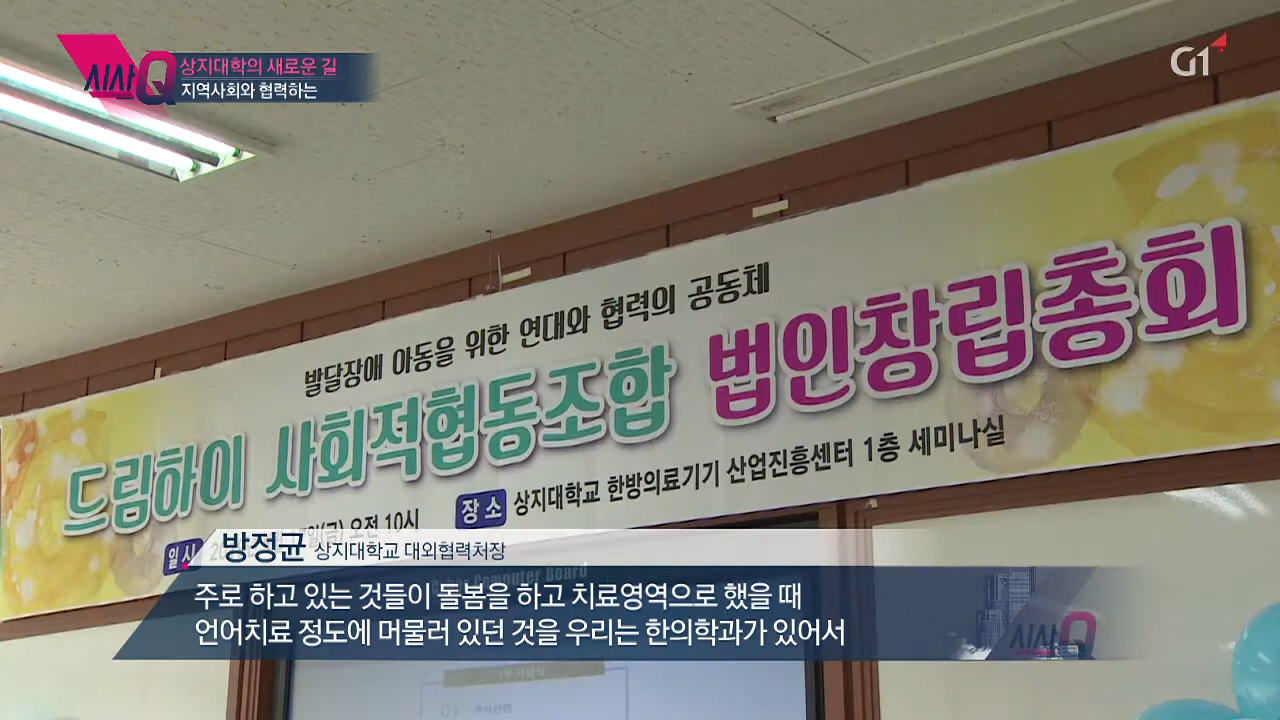 시사Q
상지대학의 새로운 길
지역사회와 협력하는
G1
발달장애 아동을 위한 연대와 협력의 공동체
드림하이 사회적협동조합 법인창립총회
일시 (금) 오전 10시
장소 상지대학교 한방의료기기 산업진흥센터 1층 세미나실
방정균 상지대학교 대외협력처장
주로 하고 있는 것들이 돌봄을 하고 치료영역으로 했을 때
언어치료 정도에 머물러 있던 것을 우리는 한의학과가 있어서
시사Q